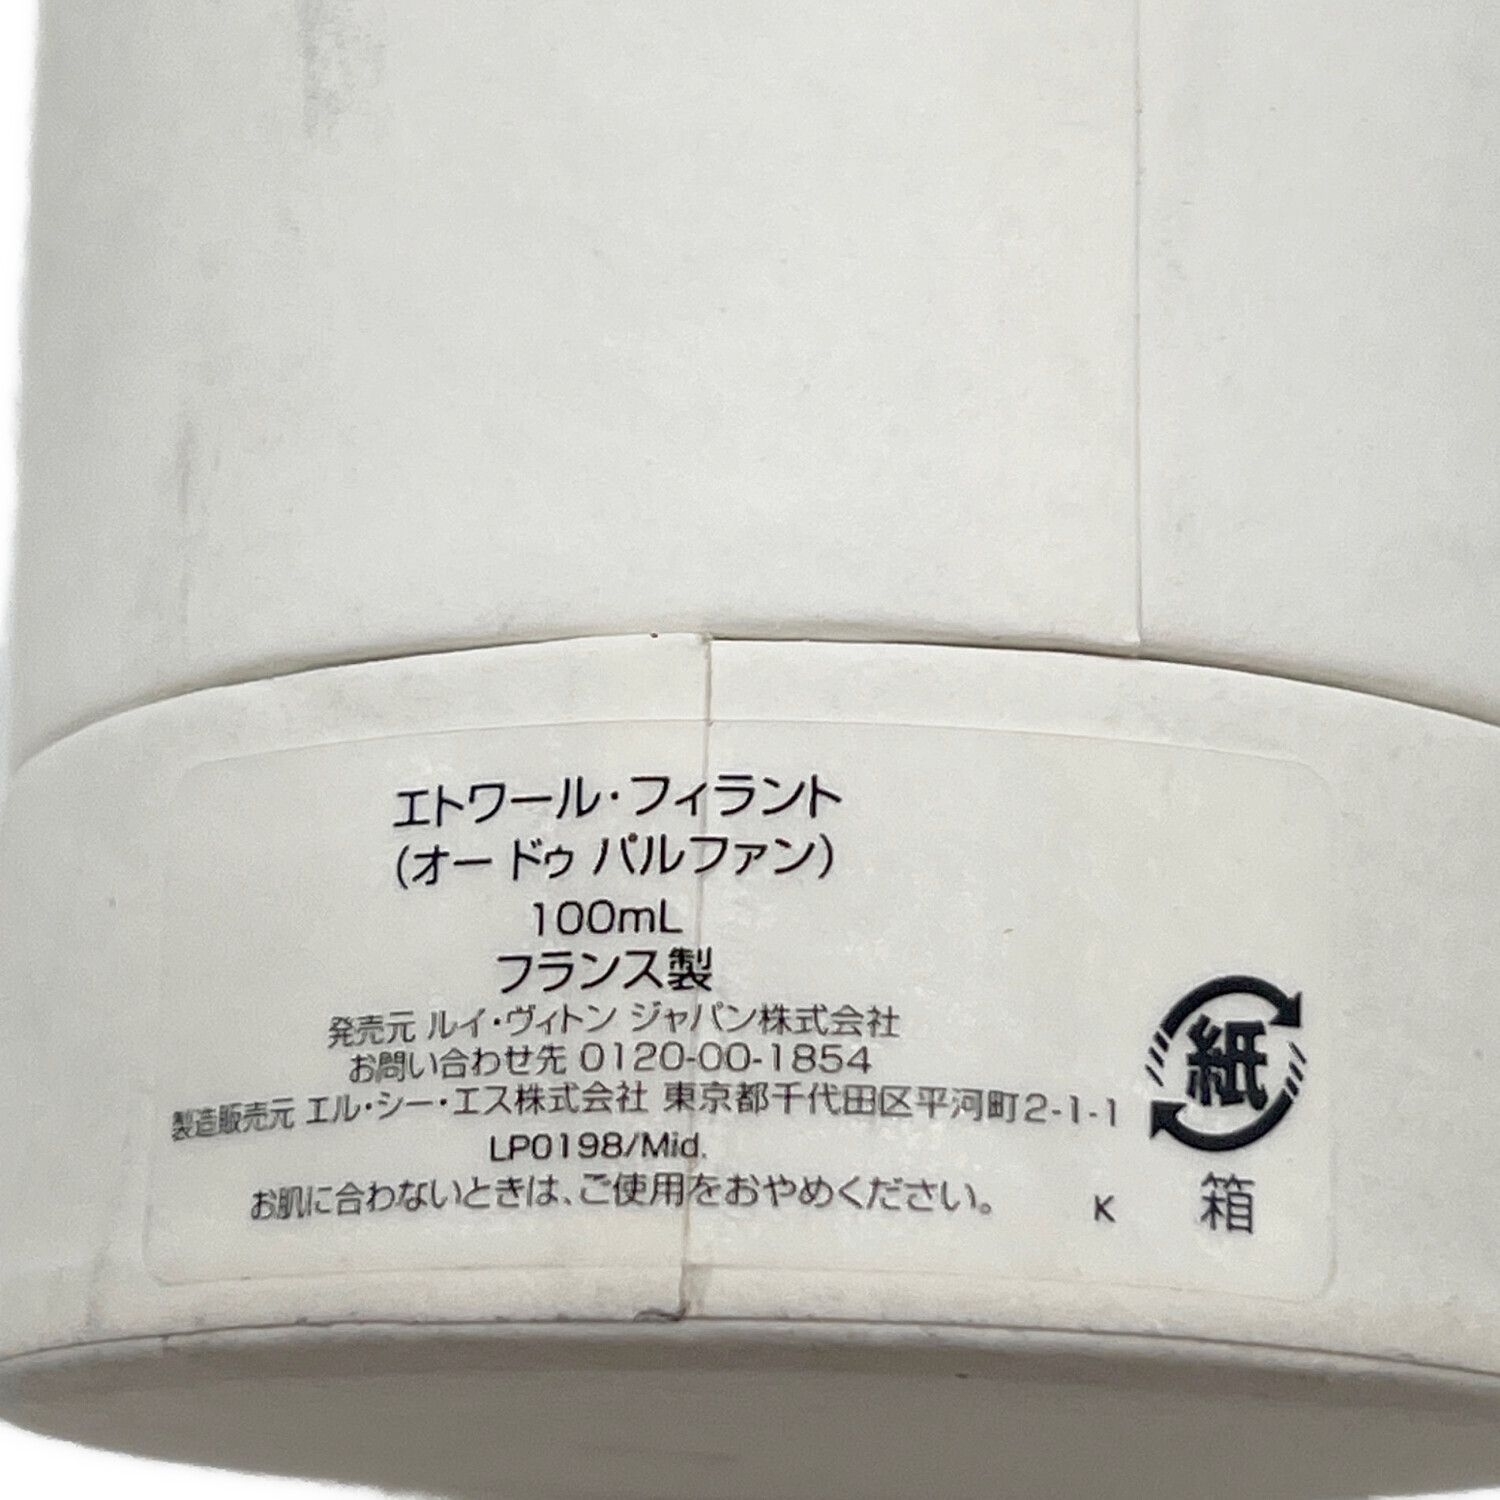 エトワール・フィラント
(オー ドゥ パルファン)
100mL
フランス製
発売元 ルイ・ヴィトン ジャパン株式会社
お問い合わせ先 0120-00-1854
製造販売元 エル・シー・エス株式会社 東京都千代田区平河町2-1-1
LP0198/Mid.
お肌に合わないときは、ご使用をおやめください。
K
紙
箱